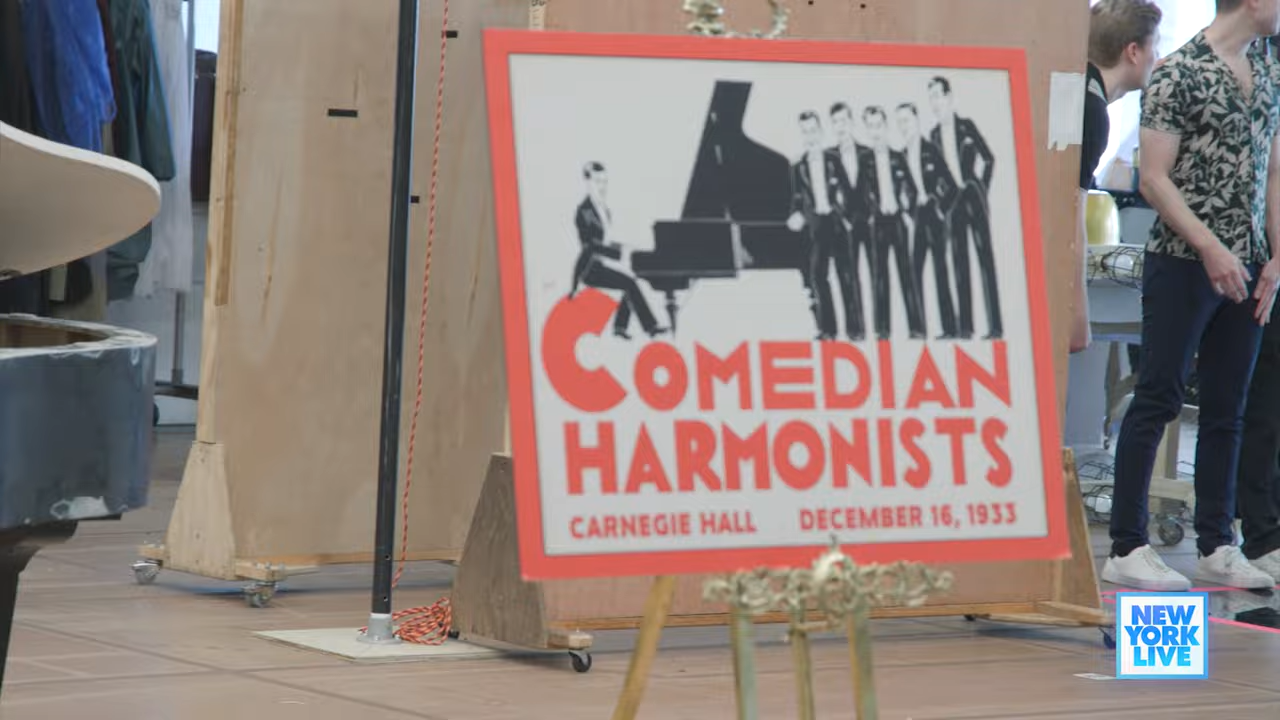 COMEDIAN
HARMONISTS
CARNEGIE HALL DECEMBER 16, 1933
NEW
YORK
LIVE